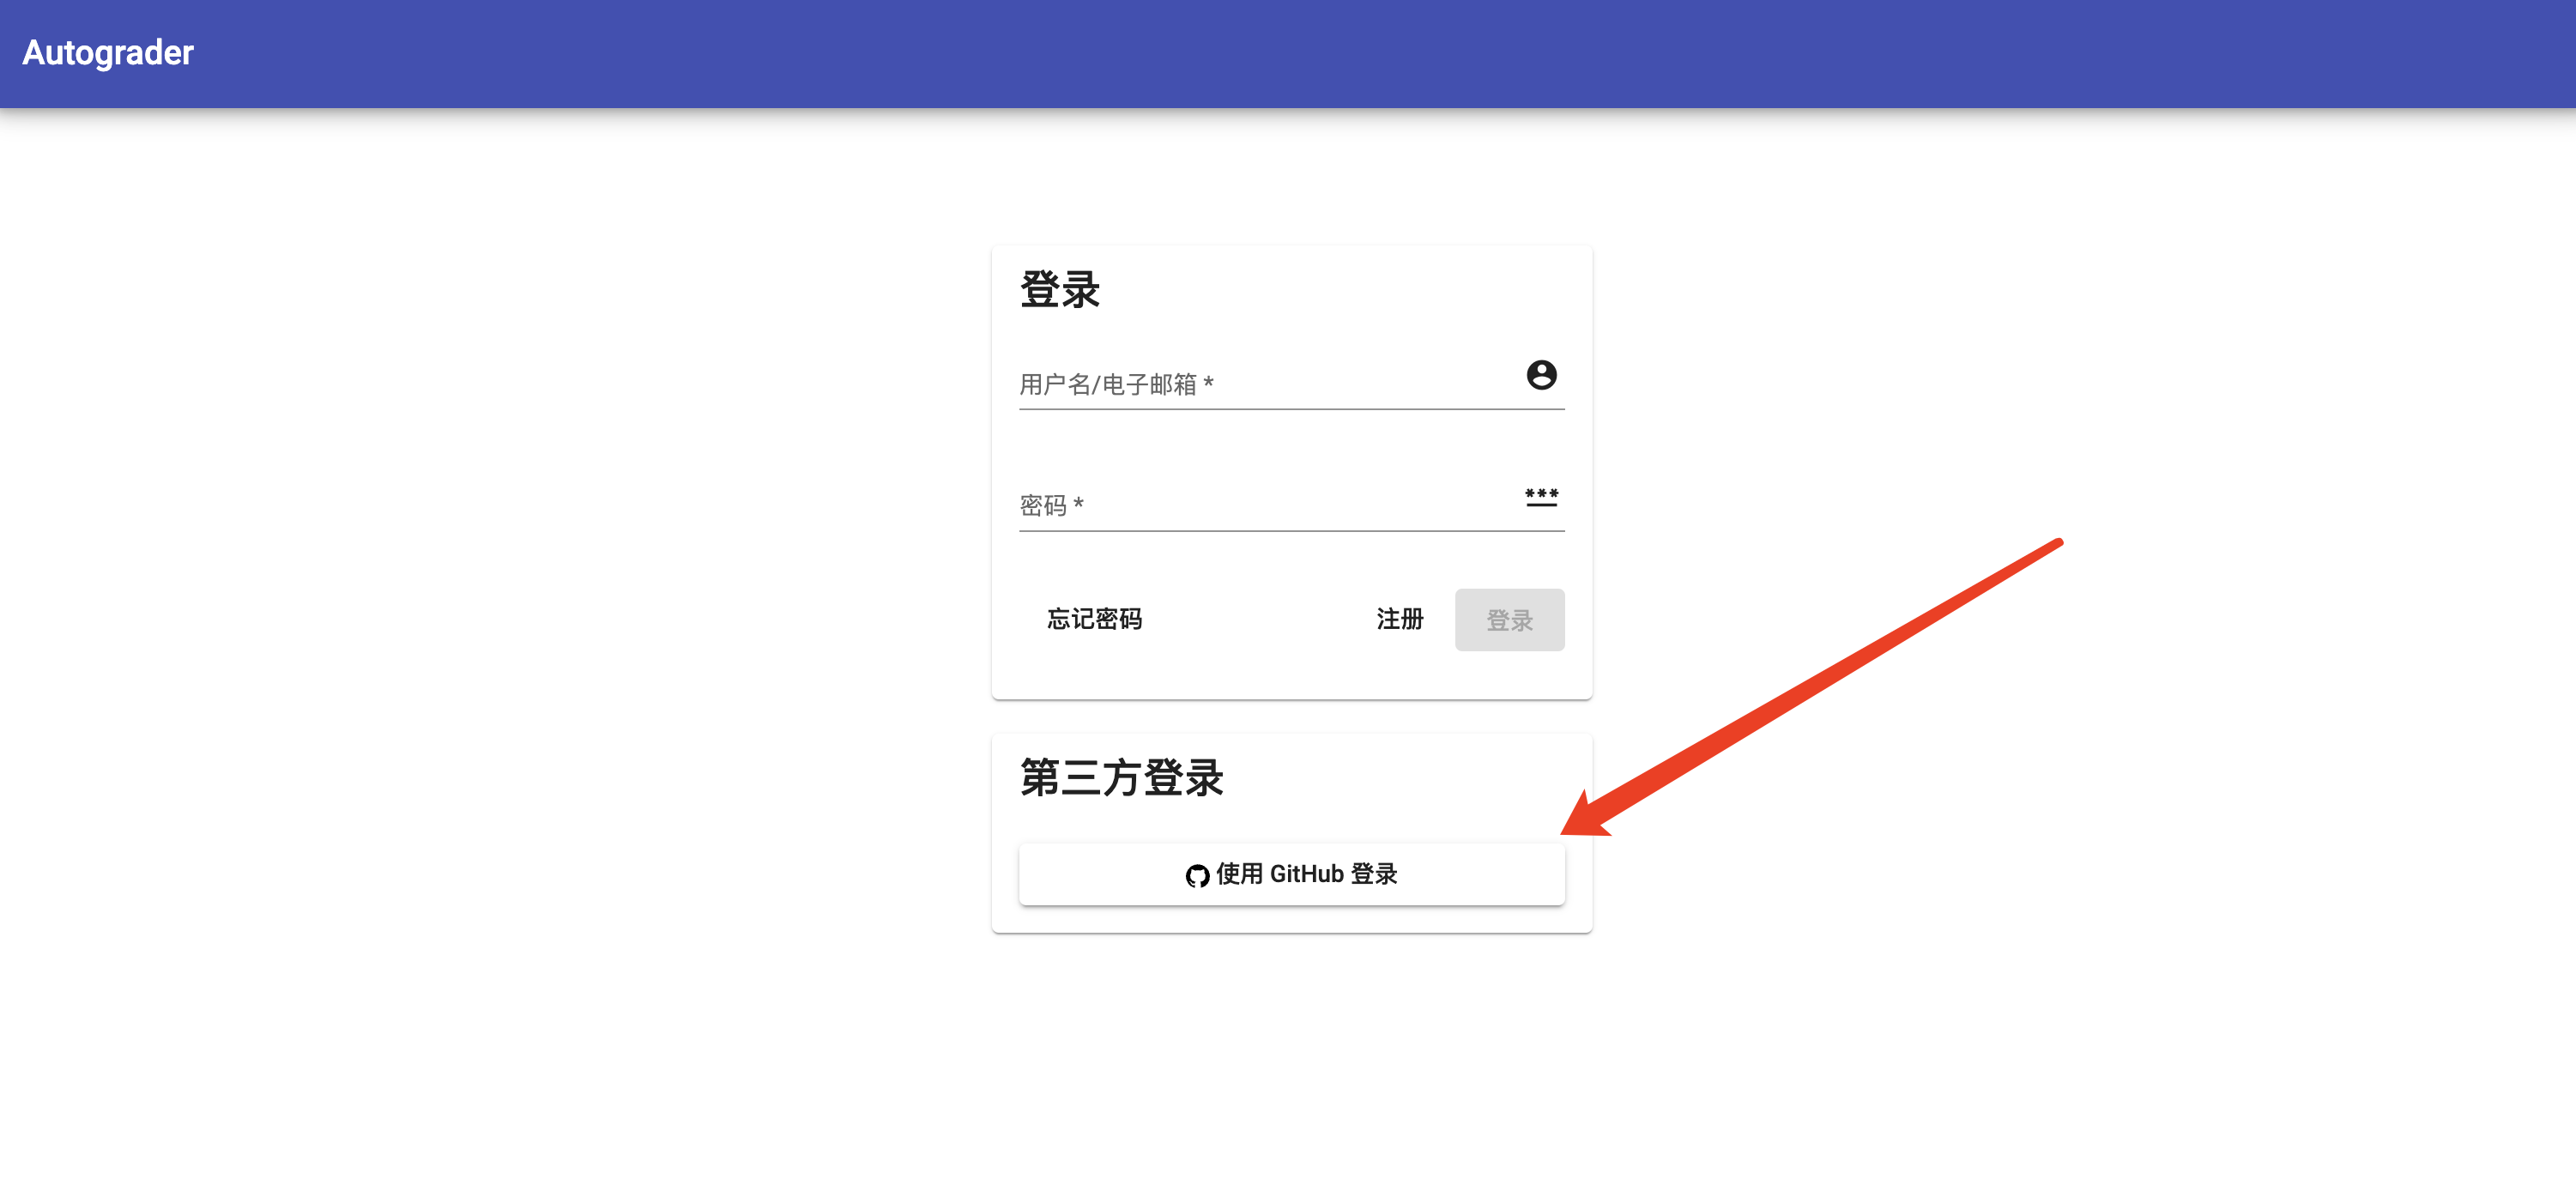 Autograder
登录
用户名/电子邮箱 *
密码 *
***
忘记密码 注册 登录
第三方登录
使用 GitHub 登录